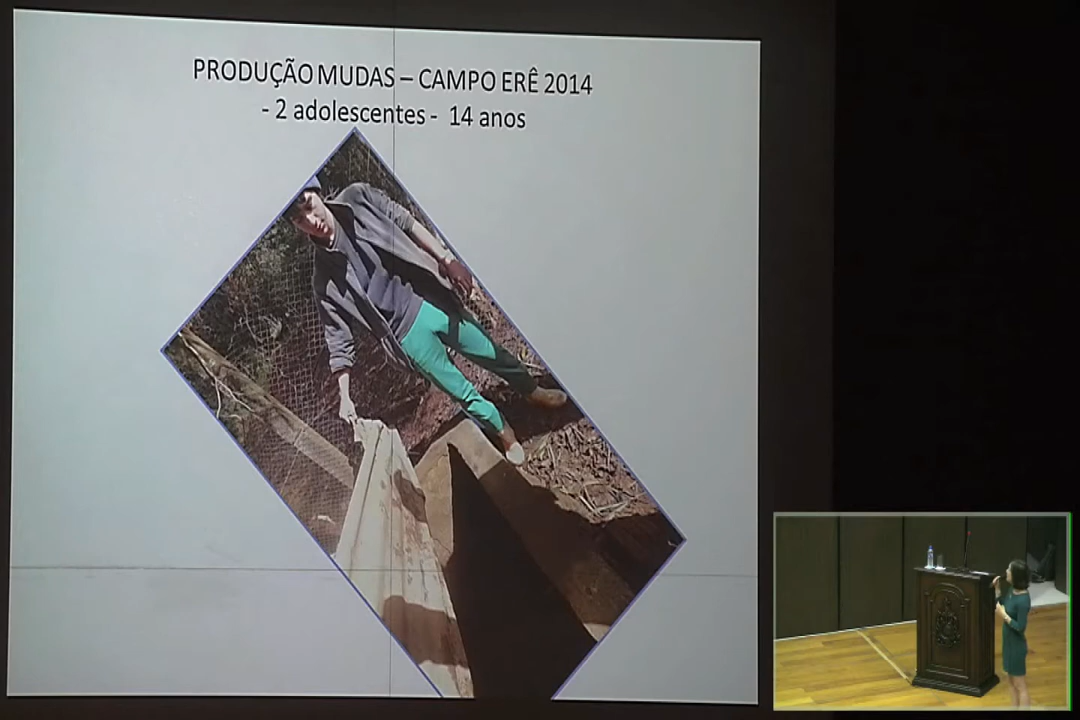 PRODUÇÃO MUDAS – CAMPO ERÊ 2014
- 2 adolescentes - 14 anos